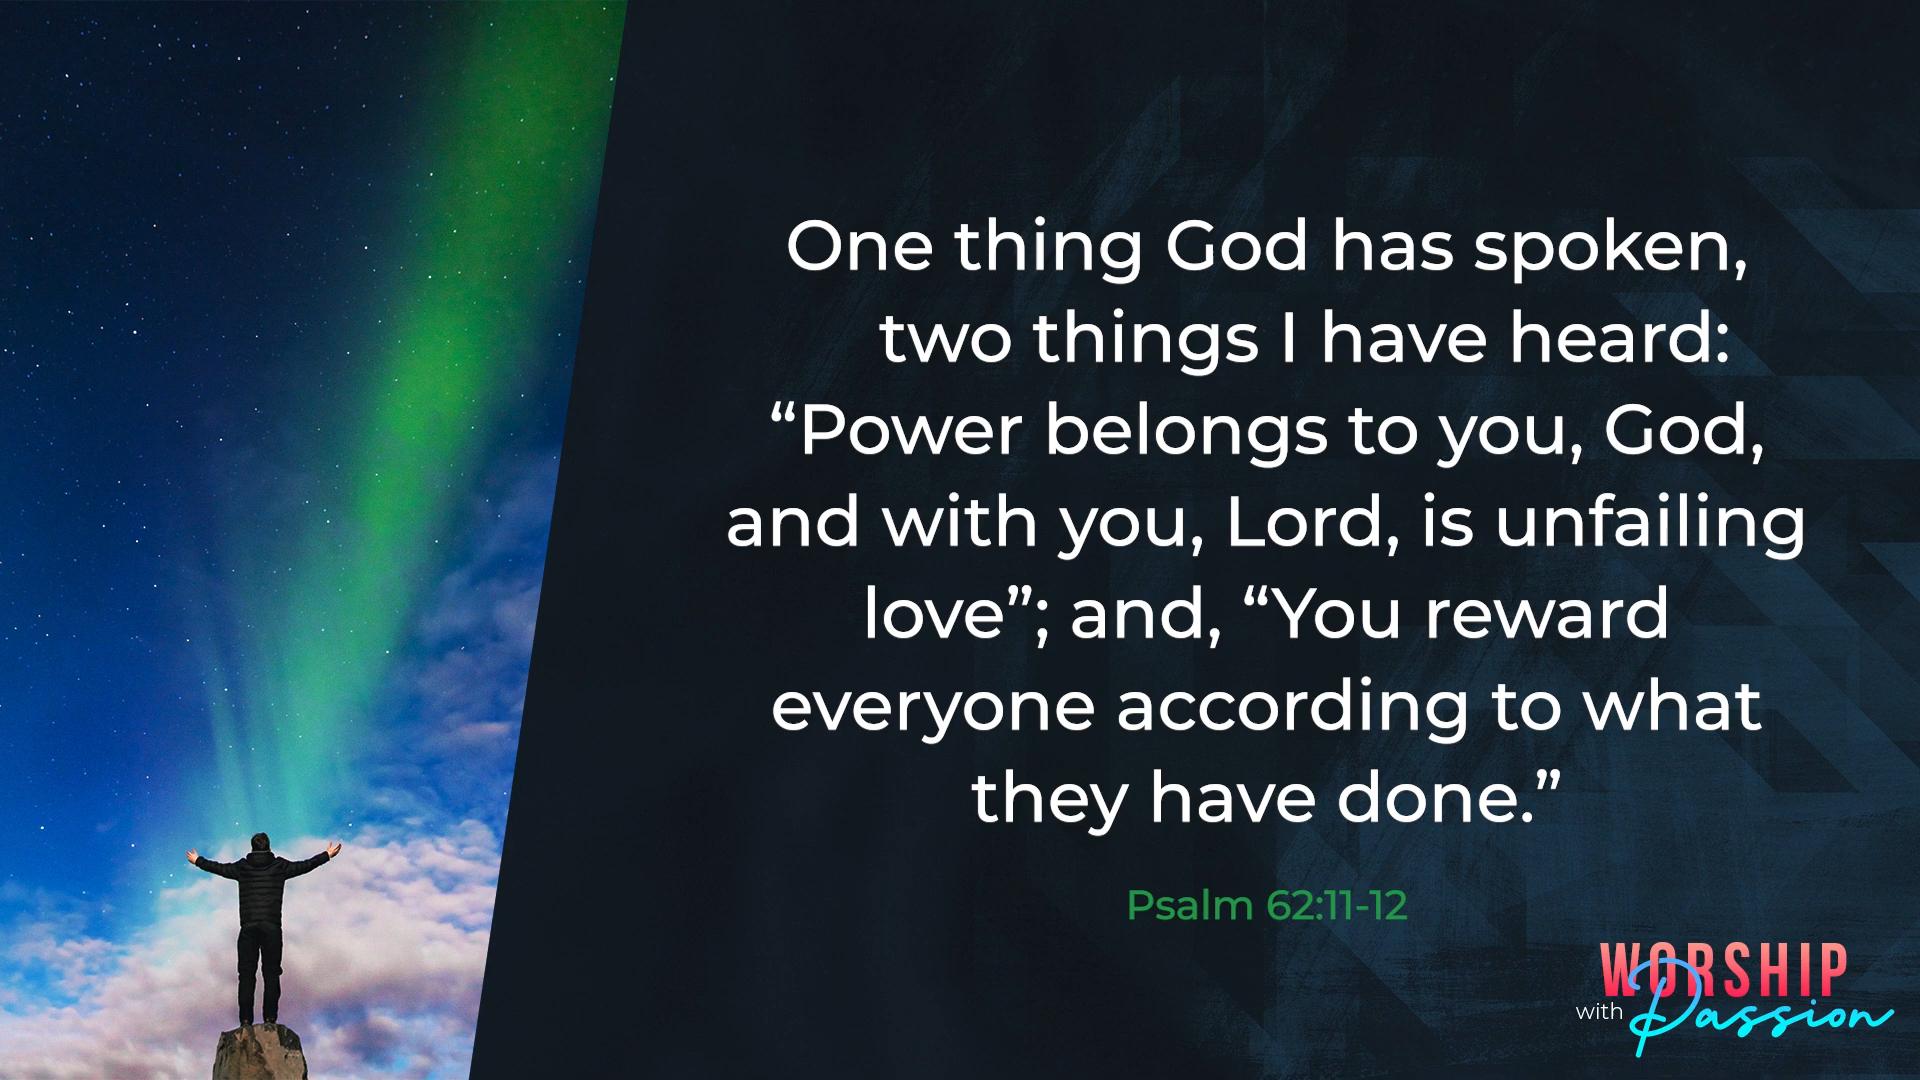 One thing God has spoken,
two things I have heard:
“Power belongs to you, God,
and with you, Lord, is unfailing
love”; and, “You reward
everyone according to what
they have done.”
Psalm 62:11-12
WORSHIP
with Passion